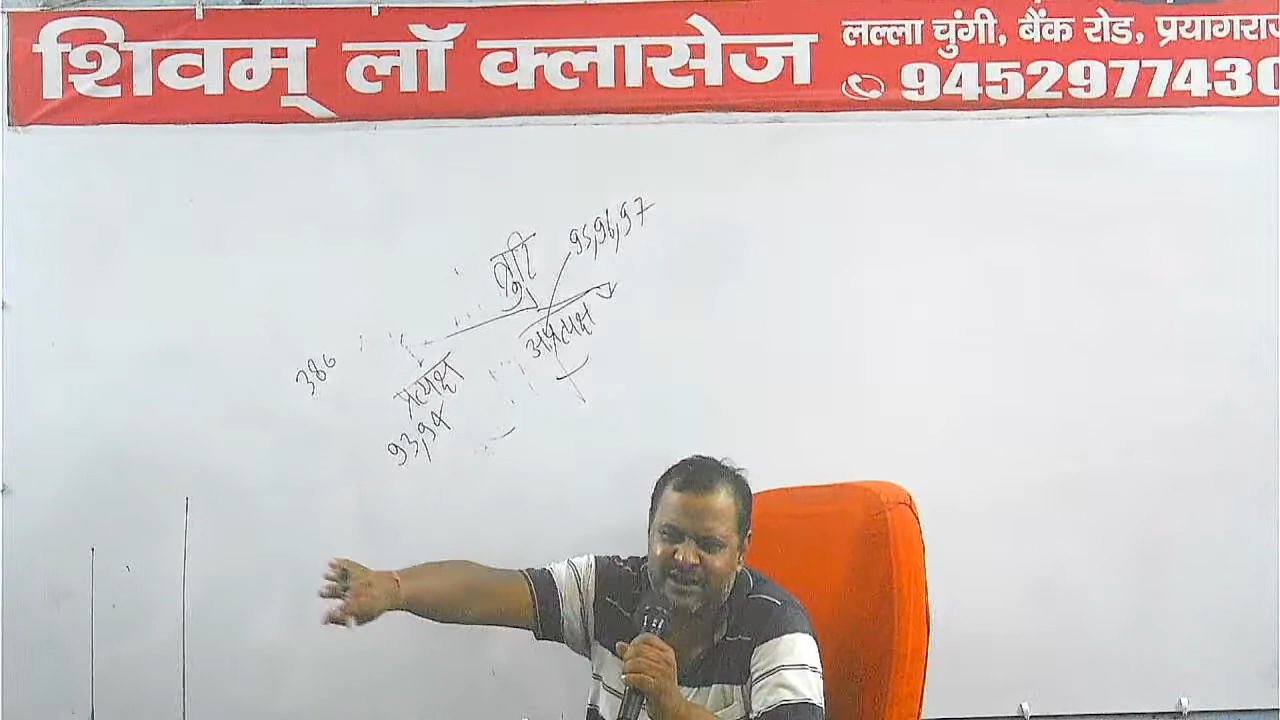 शिवम् लॉ क्लासेज
लल्ला चुंगी, बैंक रोड, प्रयागराज
9452977430
त्रुटि
95,96,97
386
प्रत्यक्ष
अप्रत्यक्ष
93,94